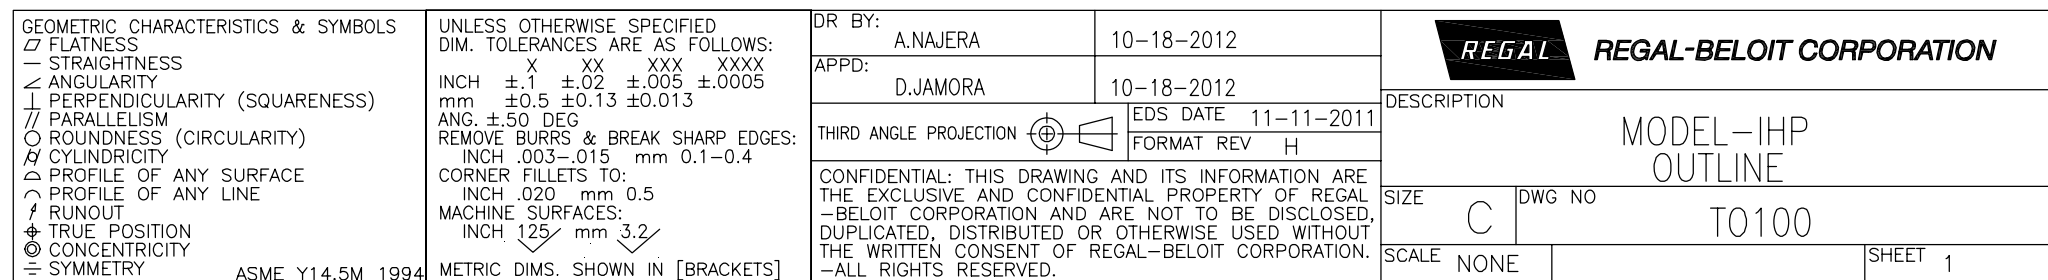 GEOMETRIC CHARACTERISTICS & SYMBOLS
FLATNESS
STRAIGHTNESS
ANGULARITY
PERPENDICULARITY (SQUARENESS)
PARALLELISM
ROUNDNESS (CIRCULARITY)
CYLINDRICITY
PROFILE OF ANY SURFACE
PROFILE OF ANY LINE
RUNOUT
TRUE POSITION
CONCENTRICITY
SYMMETRY
ASME Y14.5M 1994
UNLESS OTHERWISE SPECIFIED
DIM. TOLERANCES ARE AS FOLLOWS:
X XX XXX XXXX
INCH ±.1 ±.02 ±.005 ±.0005
mm ±0.5 ±0.13 ±0.013
ANG. ±.50 DEG
REMOVE BURRS & BREAK SHARP EDGES:
INCH .003-.015 mm 0.1-0.4
CORNER FILLETS TO:
INCH .020 mm 0.5
MACHINE SURFACES:
INCH 125 mm 3.2
METRIC DIMS. SHOWN IN [BRACKETS]
DR BY:
A.NAJERA 10-18-2012
APPD:
D.JAMORA 10-18-2012
THIRD ANGLE PROJECTION
EDS DATE 11-11-2011
FORMAT REV H
CONFIDENTIAL: THIS DRAWING AND ITS INFORMATION ARE
THE EXCLUSIVE AND CONFIDENTIAL PROPERTY OF REGAL
-BELOIT CORPORATION AND ARE NOT TO BE DISCLOSED,
DUPLICATED, DISTRIBUTED OR OTHERWISE USED WITHOUT
THE WRITTEN CONSENT OF REGAL-BELOIT CORPORATION.
-ALL RIGHTS RESERVED.
REGAL REGAL-BELOIT CORPORATION
DESCRIPTION
MODEL-IHP
OUTLINE
SIZE C DWG NO TO100
SCALE NONE SHEET 1